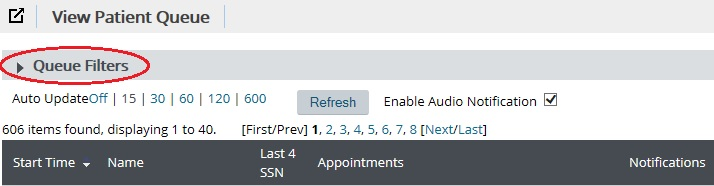 View Patient Queue
Queue Filters
Auto UpdateOff | 15 | 30 | 60 | 120 | 600 Refresh Enable Audio Notification
606 items found, displaying 1 to 40. [First/Prev] 1, 2, 3, 4, 5, 6, 7, 8 [Next/Last]
Start Time Name Last 4 SSN Appointments Notifications